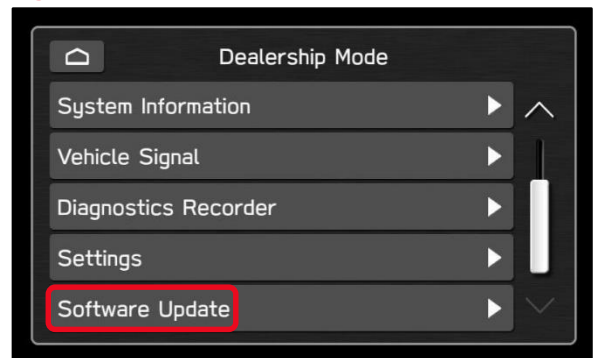 Dealership Mode
System Information
Vehicle Signal
Diagnostics Recorder
Settings
Software Update